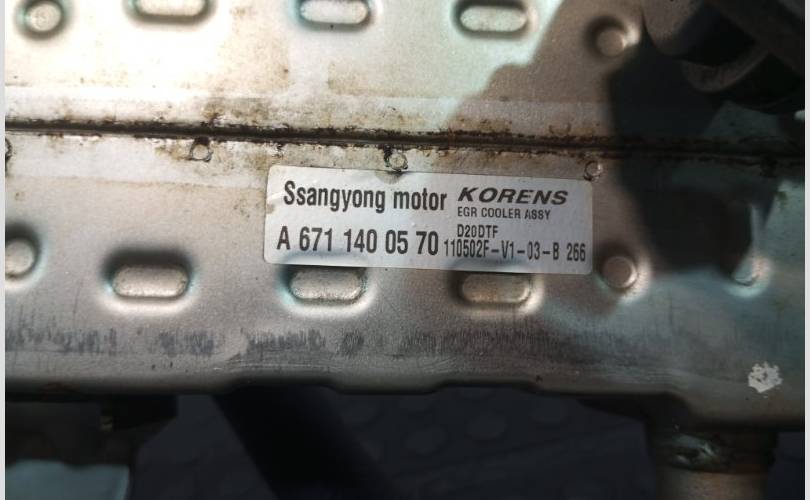 Ssangyong motor KORENS
EGR COOLER ASSY
D20DTF
A 671 140 05 70 110502F-V1-03-B 266